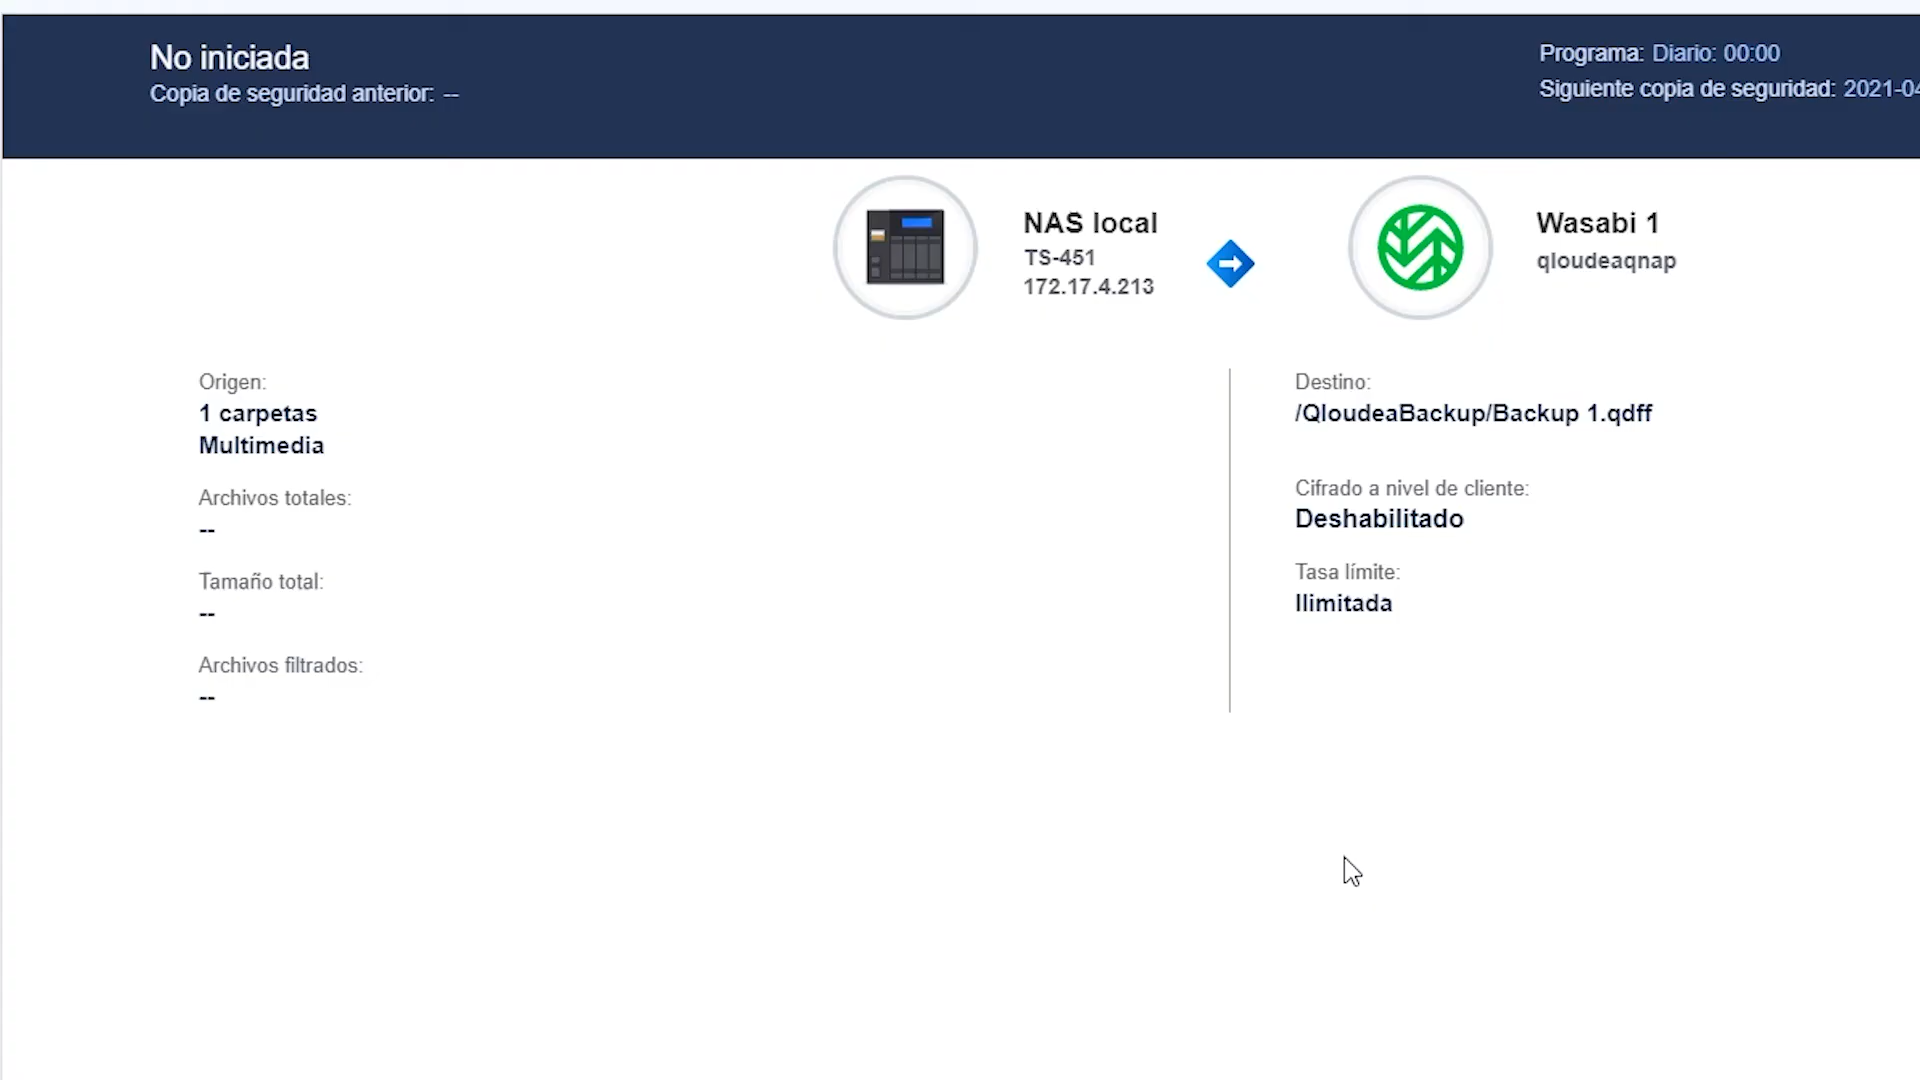 No iniciada
Copia de seguridad anterior: --
Programa: Diario: 00:00
Siguiente copia de seguridad: 2021-04
NAS local
TS-451
172.17.4.213
Wasabi 1
qloudeaqnap
Origen:
1 carpetas
Multimedia
Archivos totales:
--
Tamaño total:
--
Archivos filtrados:
--
Destino:
/QloudeaBackup/Backup 1.qdff
Cifrado a nivel de cliente:
Deshabilitado
Tasa límite:
Ilimitada